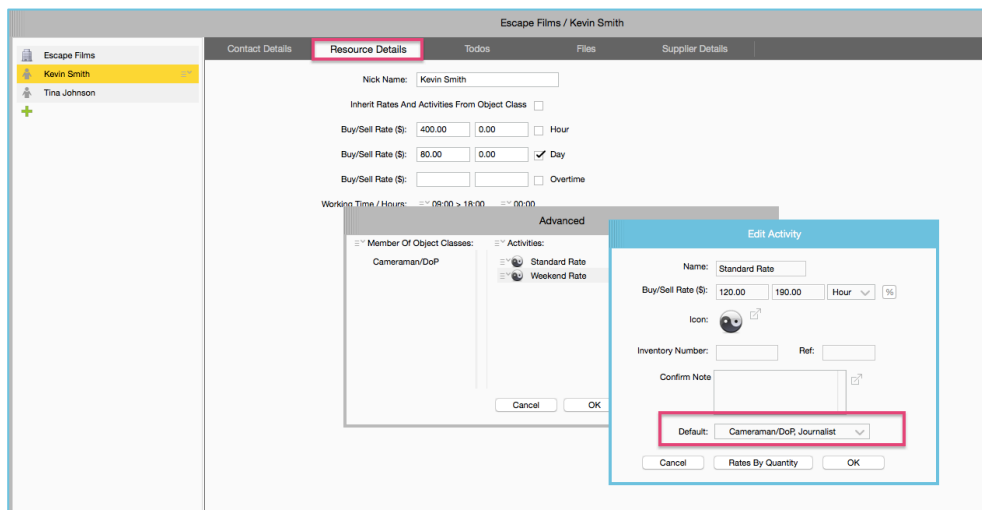 Escape Films / Kevin Smith
Escape Films
Kevin Smith
Tina Johnson
Contact Details Resource Details Todos Files Supplier Details
Nick Name: Kevin Smith
Inherit Rates And Activities From Object Class
Buy/Sell Rate ($): 400.00 0.00 Hour
Buy/Sell Rate ($): 80.00 0.00 Day
Buy/Sell Rate ($): Overtime
Working Time / Hours: 09:00 > 18:00 00:00
Advanced
Member Of Object Classes: Activities:
Cameraman/DoP Standard Rate
Weekend Rate
Cancel OK
Edit Activity
Name: Standard Rate
Buy/Sell Rate ($): 120.00 190.00 Hour %
Icon:
Inventory Number: Ref:
Confirm Note
Default: Cameraman/DoP, Journalist
Cancel Rates By Quantity OK